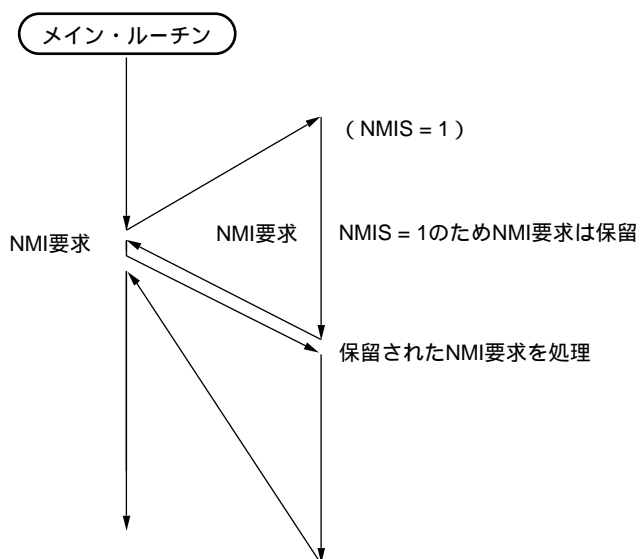 メイン・ルーチン
（NMIS = 1）
NMI要求
NMI要求
NMIS = 1のためNMI要求は保留
保留されたNMI要求を処理